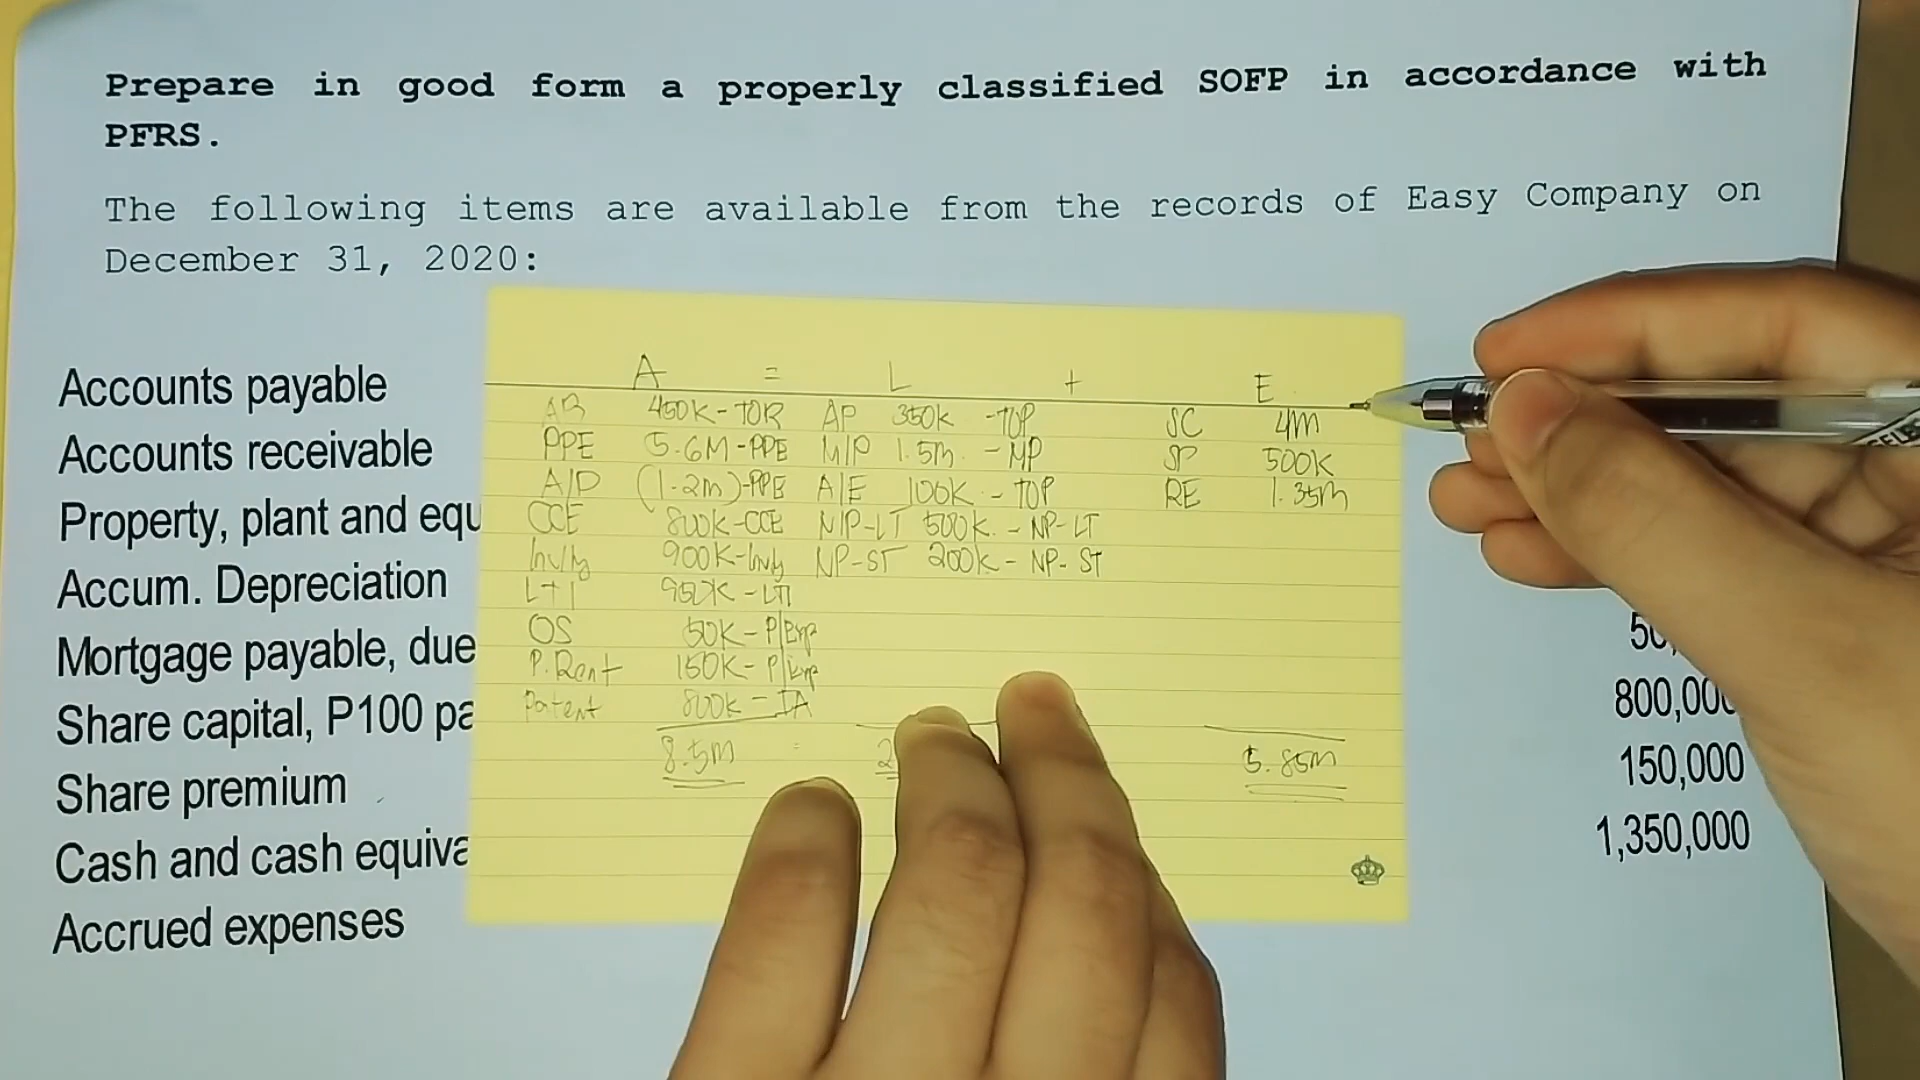 Prepare in good form a properly classified SOFP in accordance with
PFRS.
The following items are available from the records of Easy Company on
December 31, 2020:
Accounts payable
Accounts receivable
Property, plant and equ
Accum. Depreciation
Mortgage payable, due
Share capital, P100 pa
Share premium
Cash and cash equiva
Accrued expenses
A = L + E
450K-TOR AP 350K -TOP SC 4M
PPE 5.6M-PPE M/P 1.5M. - MP SP 500K
A/D (1.2M)-PPE A/E 100K - TOP RE 1.35M
CCE 800K-CCE N/P-LT 500K. - NP-LT
Invty 900K-Invty NP-ST 200K - NP-ST
LTI 950K-LTI
OS 50K-P/Exp
P.Rent 150K-P/Exp
Patent 800K-IA
8.5M = 2 5.85M
50,
800,000
150,000
1,350,000